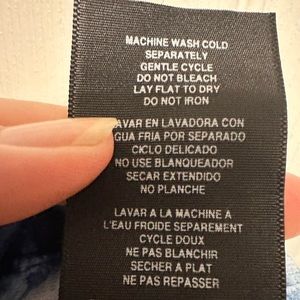 MACHINE WASH COLD
SEPARATELY
GENTLE CYCLE
DO NOT BLEACH
LAY FLAT TO DRY
DO NOT IRON
LAVAR EN LAVADORA CON
AGUA FRIA POR SEPARADO
CICLO DELICADO
NO USE BLANQUEADOR
SECAR EXTENDIDO
NO PLANCHE
LAVAR A LA MACHINE A
L'EAU FROIDE SEPAREMENT
CYCLE DOUX
NE PAS BLANCHIR
SECHER A PLAT
NE PAS REPASSER